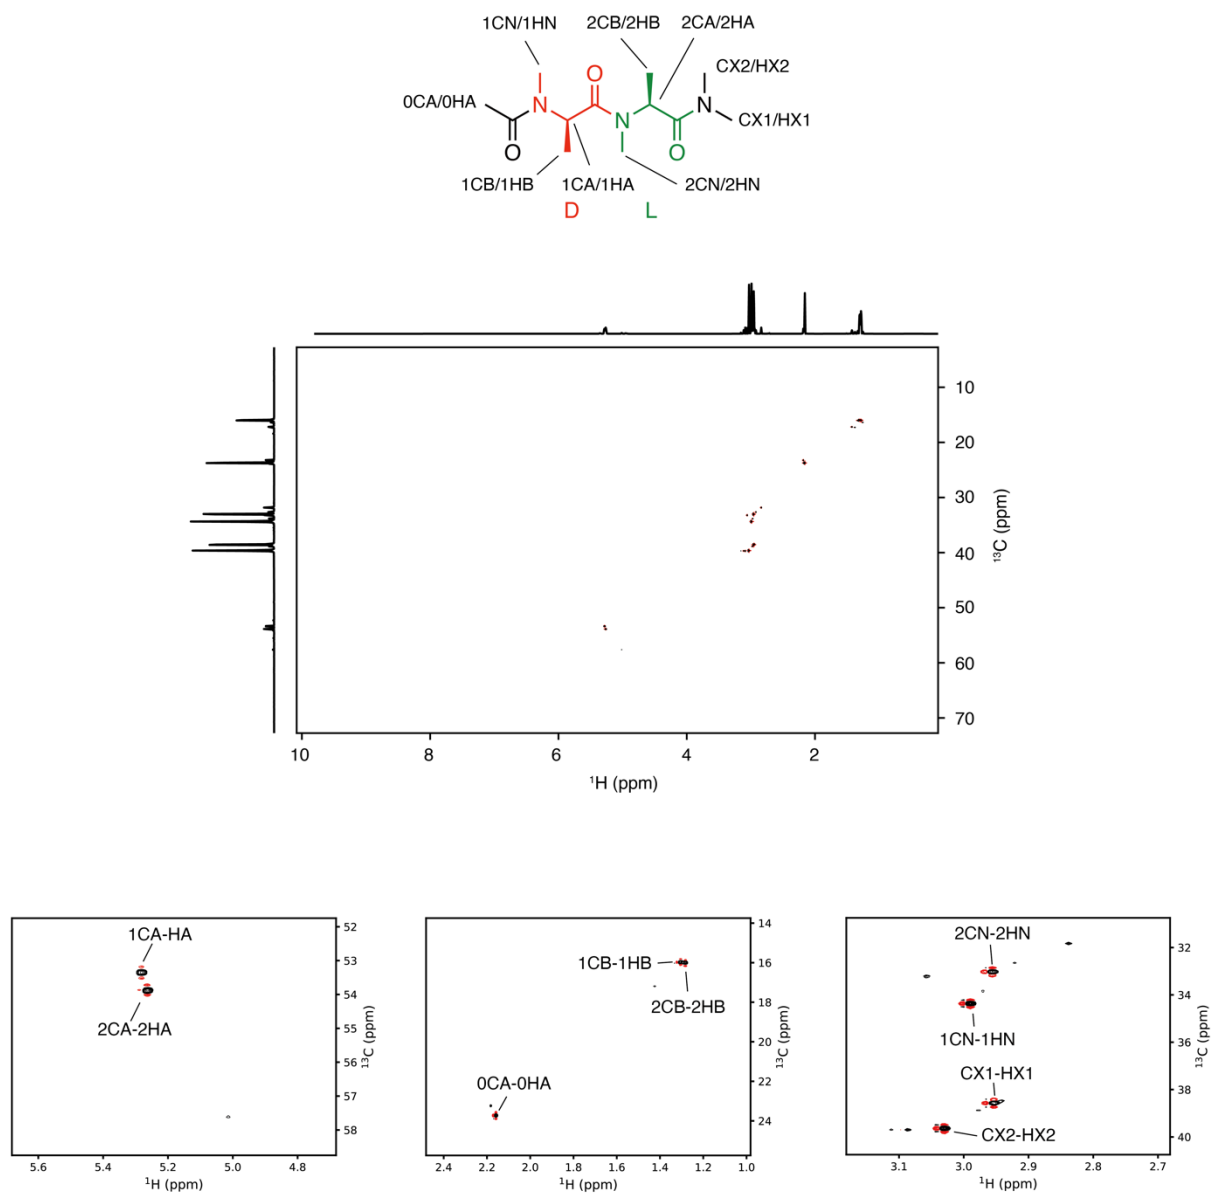 1CN/1HN 2CB/2HB 2CA/2HA
CX2/HX2
O
0CA/0HA N N
N CX1/HX1
O O
1CB/1HB 1CA/1HA 2CN/2HN
D L
10
20
30
40
50
60
70
¹³C (ppm)
10 8 6 4 2
¹H (ppm)
1CA-HA
2CA-2HA
52
53
54
55
56
57
58
¹³C (ppm)
5.6 5.4 5.2 5.0 4.8
¹H (ppm)
1CB-1HB
2CB-2HB
0CA-0HA
14
16
18
20
22
24
¹³C (ppm)
2.4 2.2 2.0 1.8 1.6 1.4 1.2 1.0
¹H (ppm)
2CN-2HN
1CN-1HN
CX1-HX1
CX2-HX2
32
34
36
38
40
¹³C (ppm)
3.1 3.0 2.9 2.8 2.7
¹H (ppm)